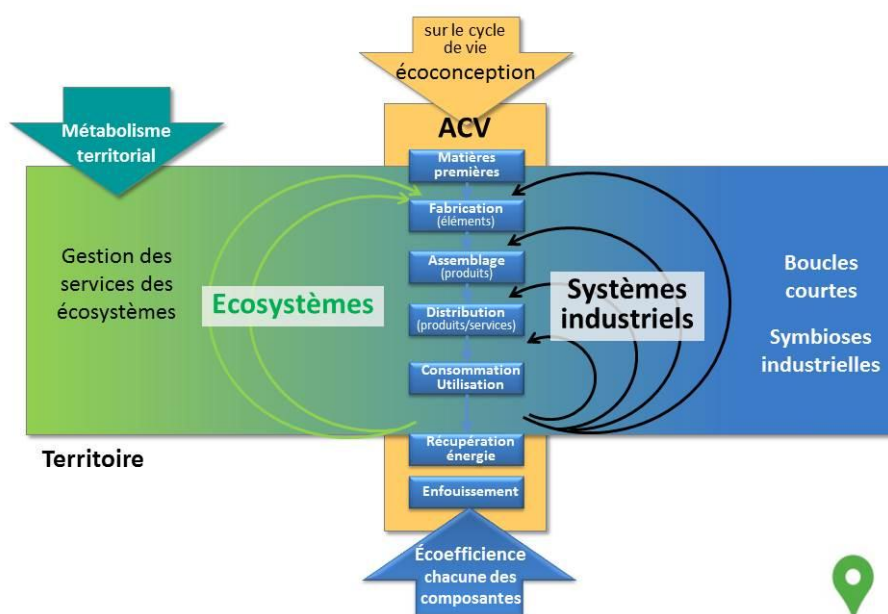 sur le cycle
de vie
écoconception
Métabolisme
territorial
ACV
Matières
premières
Fabrication
(éléments)
Assemblage
(produits)
Distribution
(produits/services)
Consommation
Utilisation
Récupération
énergie
Enfouissement
Gestion des
services des
écosystèmes
Ecosystèmes
Systèmes
industriels
Boucles
courtes
Symbioses
industrielles
Territoire
Écoefficience
chacune des
composantes